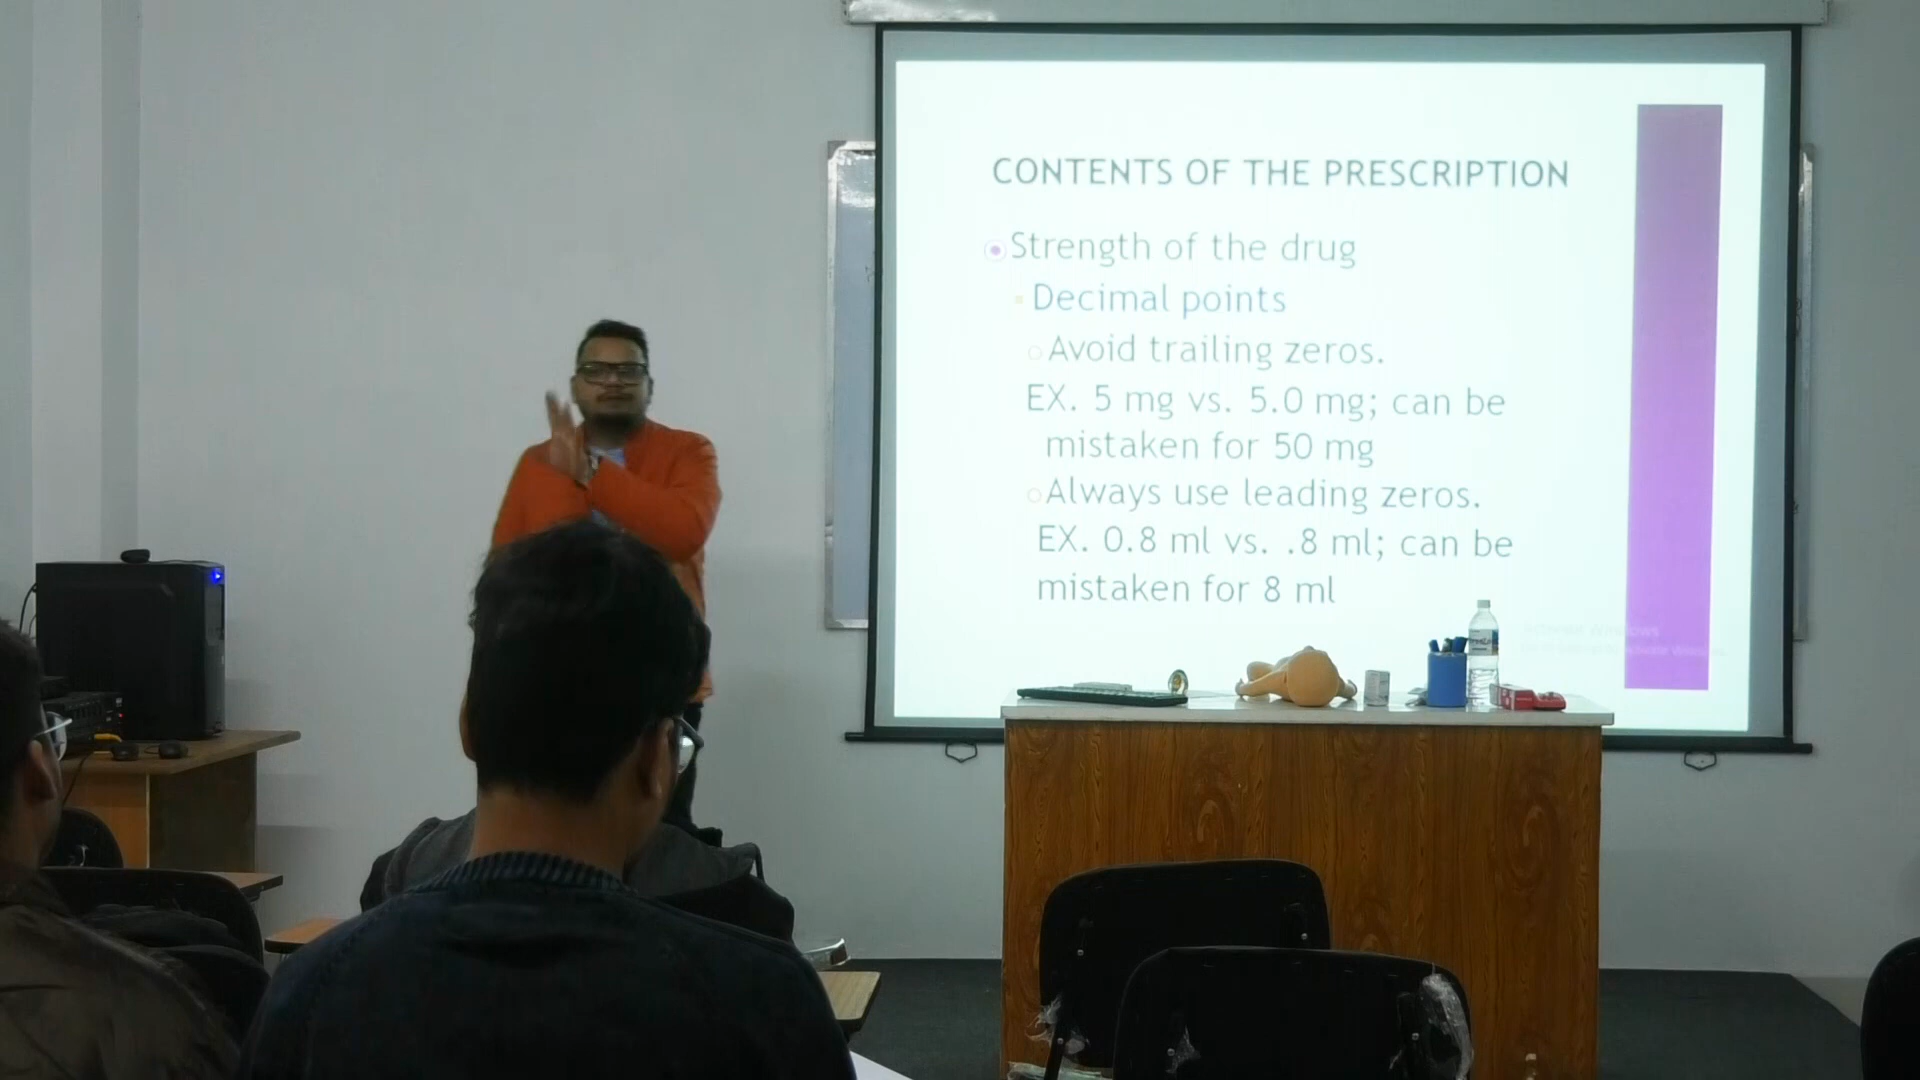 CONTENTS OF THE PRESCRIPTION
Strength of the drug
Decimal points
Avoid trailing zeros.
EX. 5 mg vs. 5.0 mg; can be
mistaken for 50 mg
Always use leading zeros.
EX. 0.8 ml vs. .8 ml; can be
mistaken for 8 ml
Activate Windows